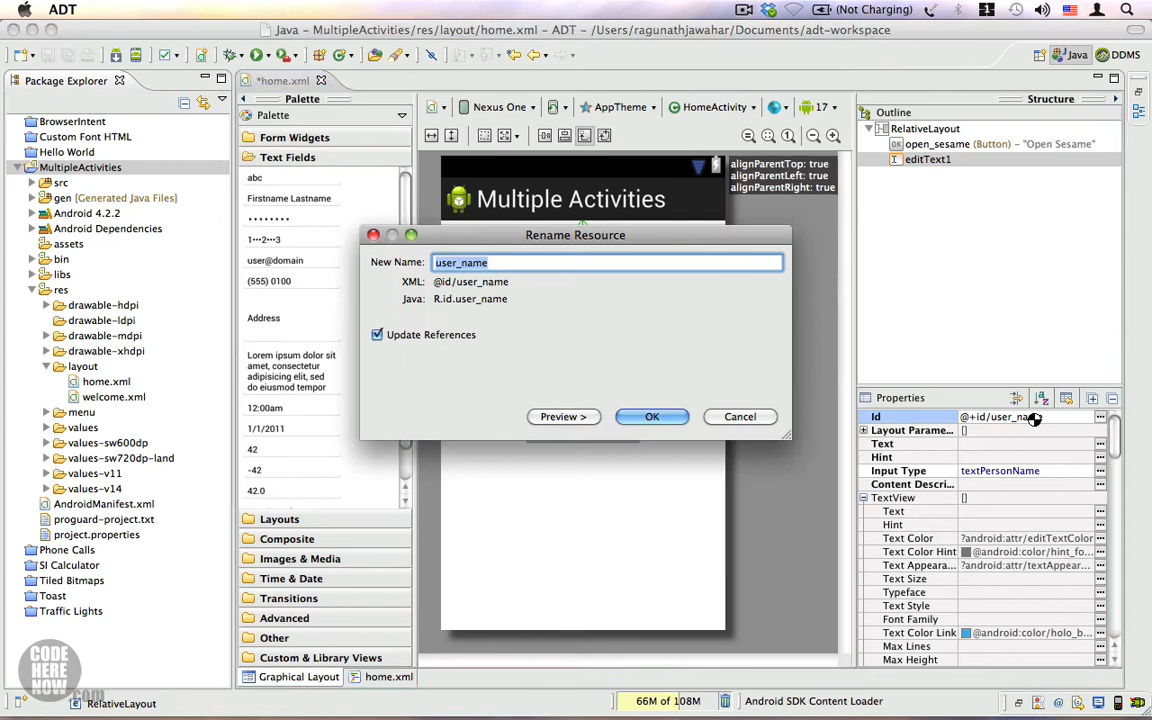 ADT
(Not Charging)
Java - MultipleActivities/res/layout/home.xml - ADT - /Users/ragunathjawahar/Documents/adt-workspace
Java
DDMS
Package Explorer
BrowserIntent
Custom Font HTML
Hello World
MultipleActivities
src
gen [Generated Java Files]
Android 4.2.2
Android Dependencies
assets
bin
libs
res
drawable-hdpi
drawable-ldpi
drawable-mdpi
drawable-xhdpi
layout
home.xml
welcome.xml
menu
values
values-sw600dp
values-sw720dp-land
values-v11
values-v14
AndroidManifest.xml
proguard-project.txt
project.properties
Phone Calls
SI Calculator
Tiled Bitmaps
Toast
Traffic Lights
*home.xml
Palette
Palette
Form Widgets
Text Fields
abc
Firstname Lastname
1•••2•••3
user@domain
(555) 0100
Address
Lorem ipsum dolor sit
amet, consectetur
adipisicing elit, sed
do eiusmod tempor
12:00am
1/1/2011
42
-42
42.0
Layouts
Composite
Images & Media
Time & Date
Transitions
Advanced
Other
Custom & Library Views
Graphical Layout
home.xml
Nexus One
AppTheme
HomeActivity
17
Multiple Activities
alignParentTop: true
alignParentLeft: true
alignParentRight: true
Rename Resource
New Name: user_name
XML: @id/user_name
Java: R.id.user_name
Update References
Preview >
OK
Cancel
Structure
Outline
RelativeLayout
OK open_sesame (Button) - "Open Sesame"
editText1
Properties
Id @+id/user_name
Layout Parame... []
Text
Hint
Input Type textPersonName
Content Descri...
TextView []
Text
Hint
Text Color ?android:attr/editTextColor
Text Color Hint @android:color/hint_fo...
Text Appeara... ?android:attr/textAppear...
Text Size
Typeface
Text Style
Font Family
Text Color Link @android:color/holo_b...
Max Lines
Max Height
CODE
HERE
NOW
.com
RelativeLayout
66M of 108M
Android SDK Content Loader